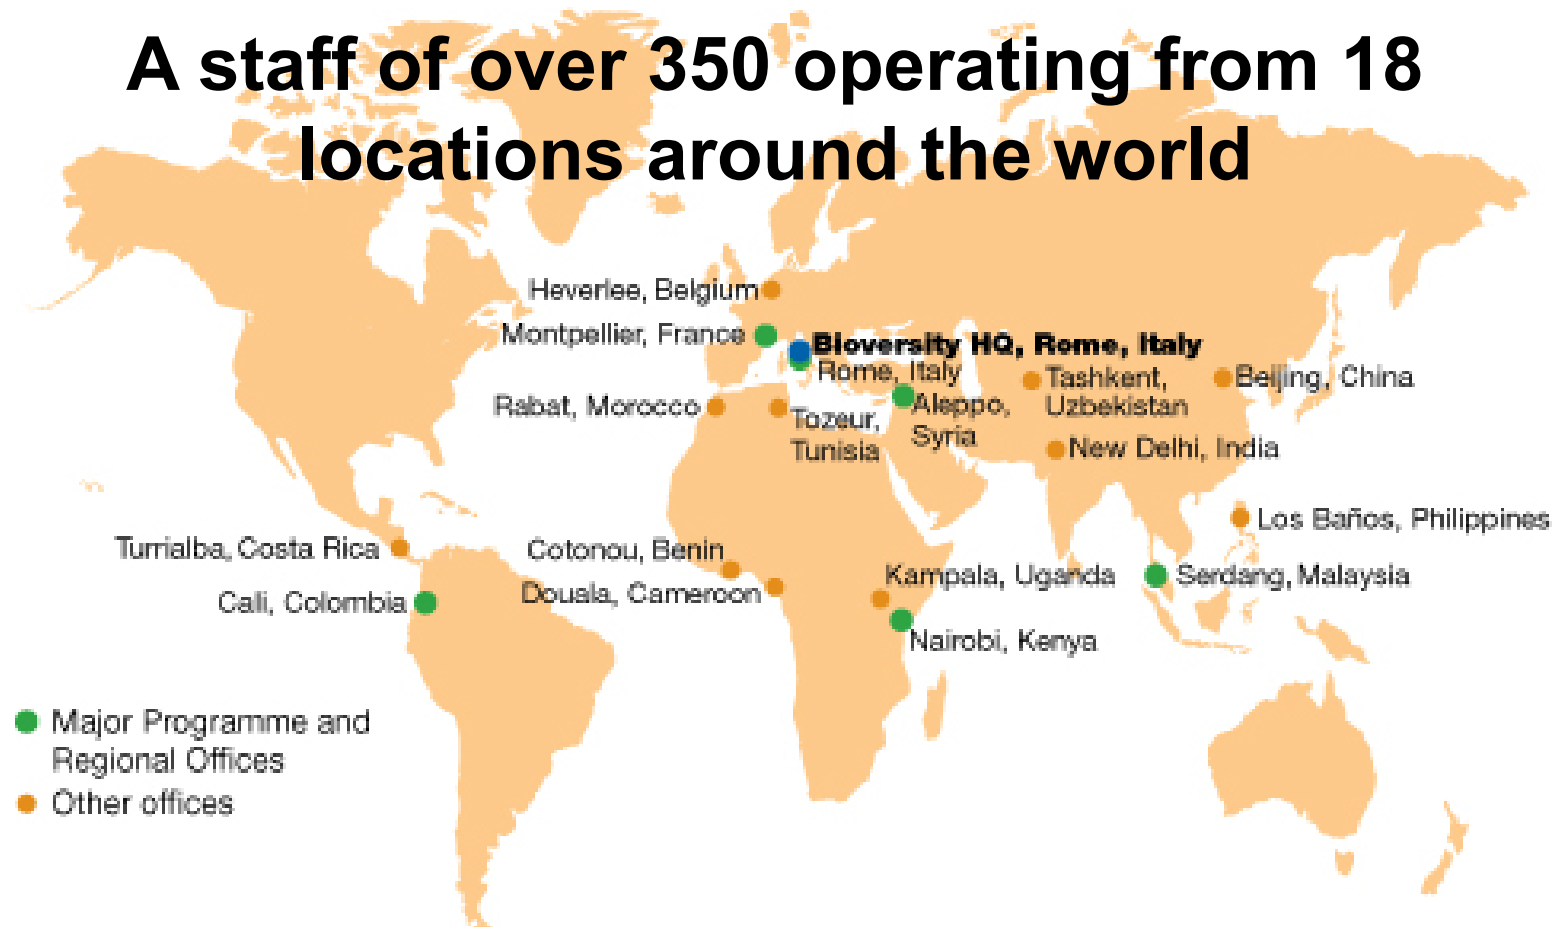 A staff of over 350 operating from 18
locations around the world
Heverlee, Belgium
Montpellier, France
Bioversity HQ, Rome, Italy
Rome, Italy
Tashkent,
Uzbekistan
Beijing, China
Rabat, Morocco
Tozeur,
Tunisia
Aleppo,
Syria
New Delhi, India
Los Baños, Philippines
Turrialba, Costa Rica
Cotonou, Benin
Kampala, Uganda
Serdang, Malaysia
Cali, Colombia
Douala, Cameroon
Nairobi, Kenya
Major Programme and
Regional Offices
Other offices